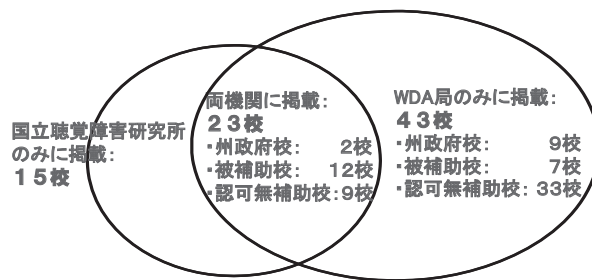 国立聴覚障害研究所
のみに掲載:
15校
両機関に掲載:
23校
・州政府校: 2校
・被補助校: 12校
・認可無補助校:9校
WDA局のみに掲載:
43校
・州政府校: 9校
・被補助校: 7校
・認可無補助校: 33校